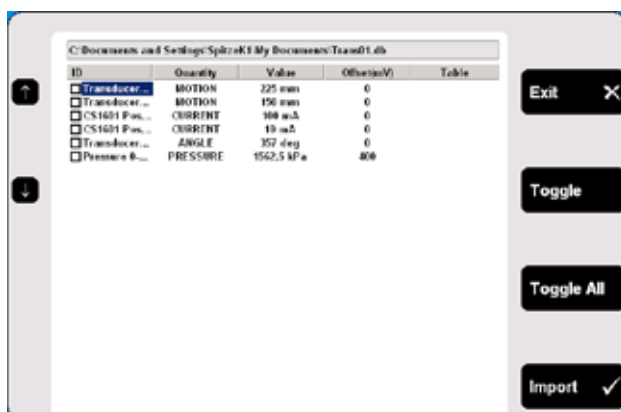 C:\Documents and Settings\SpitzeK1\My Documents\Trans01.db
ID Quantity Value Offset(mV) Table
Transducer... MOTION 225 mm 0
Transducer... MOTION 150 mm 0
CS1601 Pos... CURRENT 100 mA 0
CS1601 Pos... CURRENT 10 mA 0
Transducer... ANGLE 357 deg 0
Pressure 0-... PRESSURE 1562,5 kPa 400
Exit
Toggle
Toggle All
Import